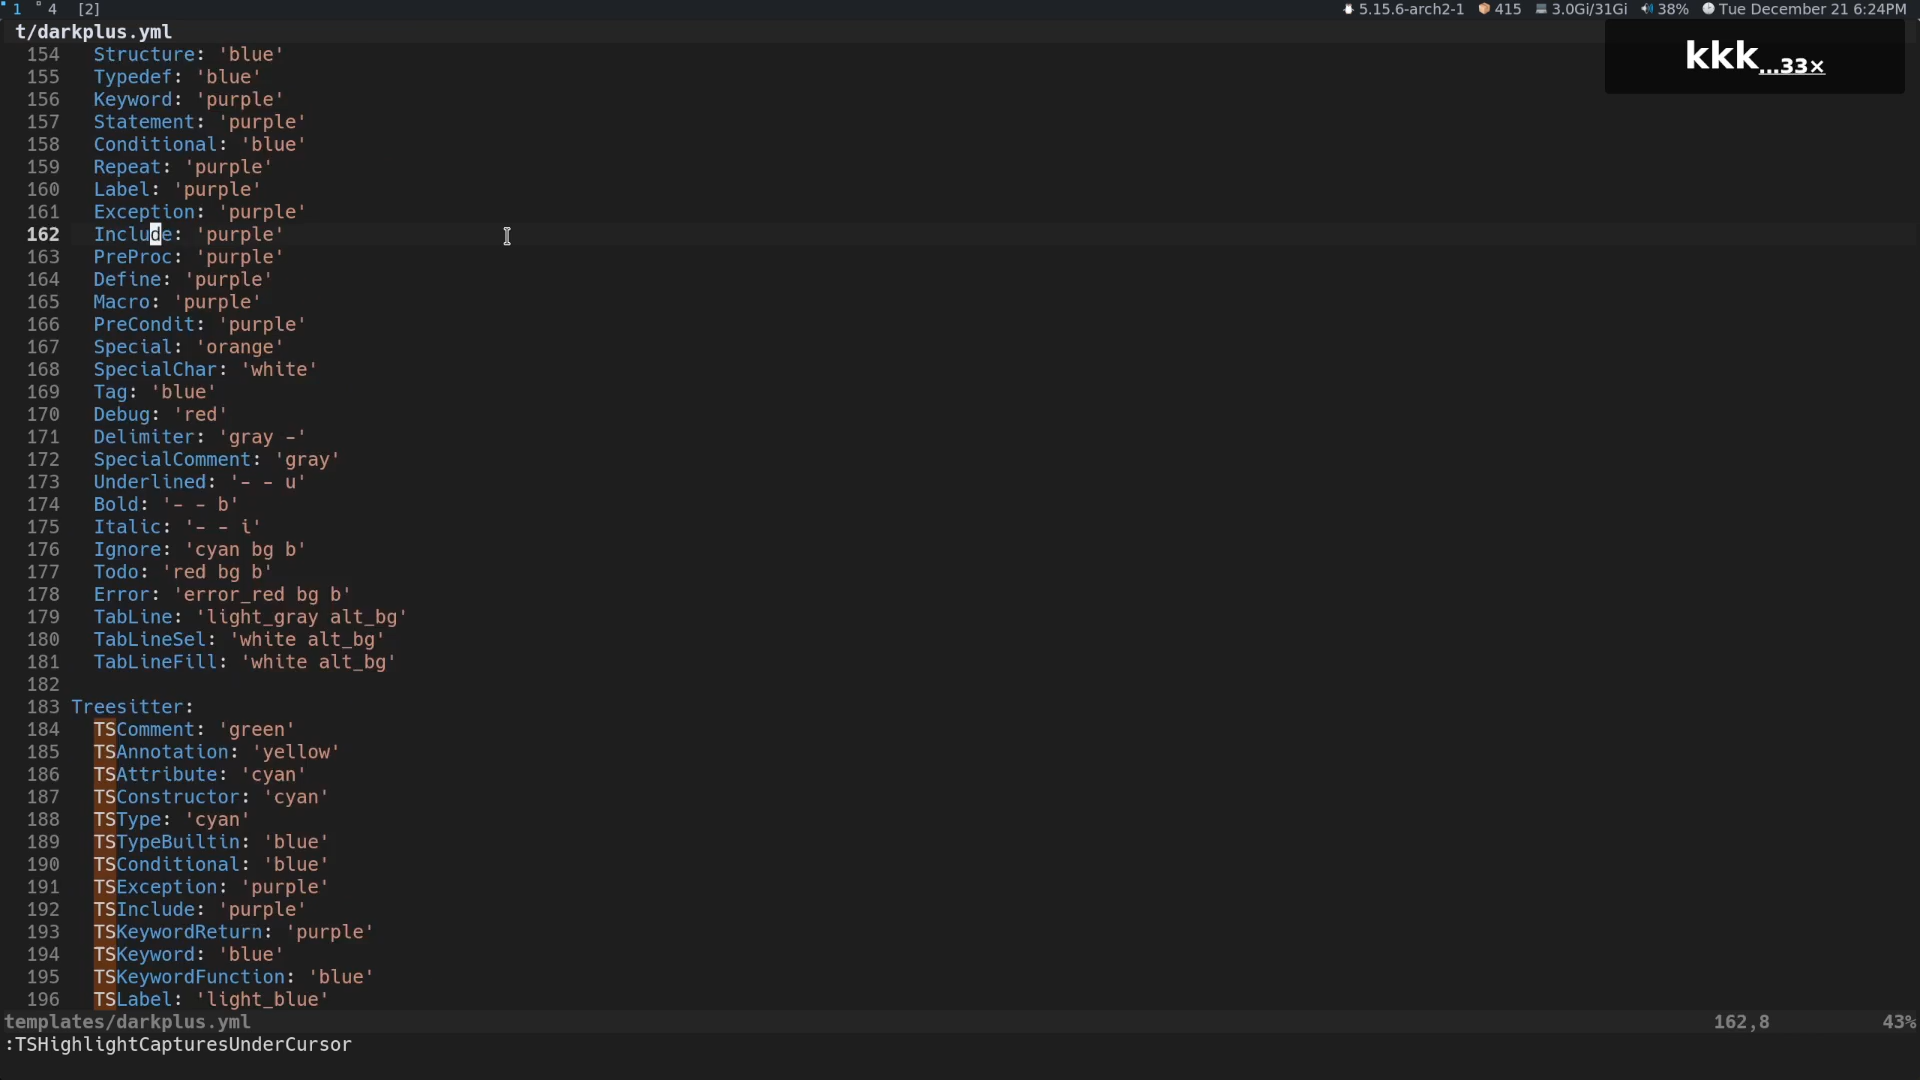 1 4 [2] 5.15.6-arch2-1 415 3.0Gi/31Gi 38% Tue December 21 6:24PM
t/darkplus.yml
kkk...33×
154 Structure: 'blue'
155 Typedef: 'blue'
156 Keyword: 'purple'
157 Statement: 'purple'
158 Conditional: 'blue'
159 Repeat: 'purple'
160 Label: 'purple'
161 Exception: 'purple'
162 Include: 'purple'
163 PreProc: 'purple'
164 Define: 'purple'
165 Macro: 'purple'
166 PreCondit: 'purple'
167 Special: 'orange'
168 SpecialChar: 'white'
169 Tag: 'blue'
170 Debug: 'red'
171 Delimiter: 'gray -'
172 SpecialComment: 'gray'
173 Underlined: '- - u'
174 Bold: '- - b'
175 Italic: '- - i'
176 Ignore: 'cyan bg b'
177 Todo: 'red bg b'
178 Error: 'error_red bg b'
179 TabLine: 'light_gray alt_bg'
180 TabLineSel: 'white alt_bg'
181 TabLineFill: 'white alt_bg'
182
183 Treesitter:
184 TSComment: 'green'
185 TSAnnotation: 'yellow'
186 TSAttribute: 'cyan'
187 TSConstructor: 'cyan'
188 TSType: 'cyan'
189 TSTypeBuiltin: 'blue'
190 TSConditional: 'blue'
191 TSException: 'purple'
192 TSInclude: 'purple'
193 TSKeywordReturn: 'purple'
194 TSKeyword: 'blue'
195 TSKeywordFunction: 'blue'
196 TSLabel: 'light_blue'
templates/darkplus.yml 162,8 43%
:TSHighlightCapturesUnderCursor